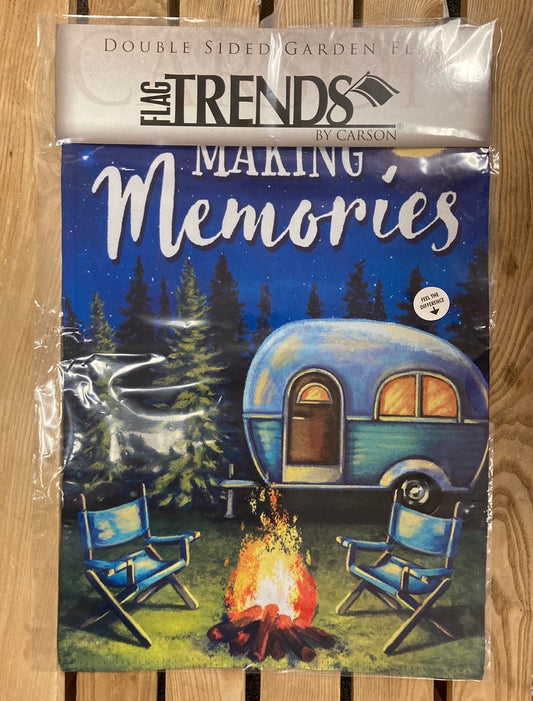 DOUBLE SIDED GARDEN FLAG
FLAG
TRENDS
BY CARSON®
MAKING
Memories
FEEL THE
DIFFERENCE